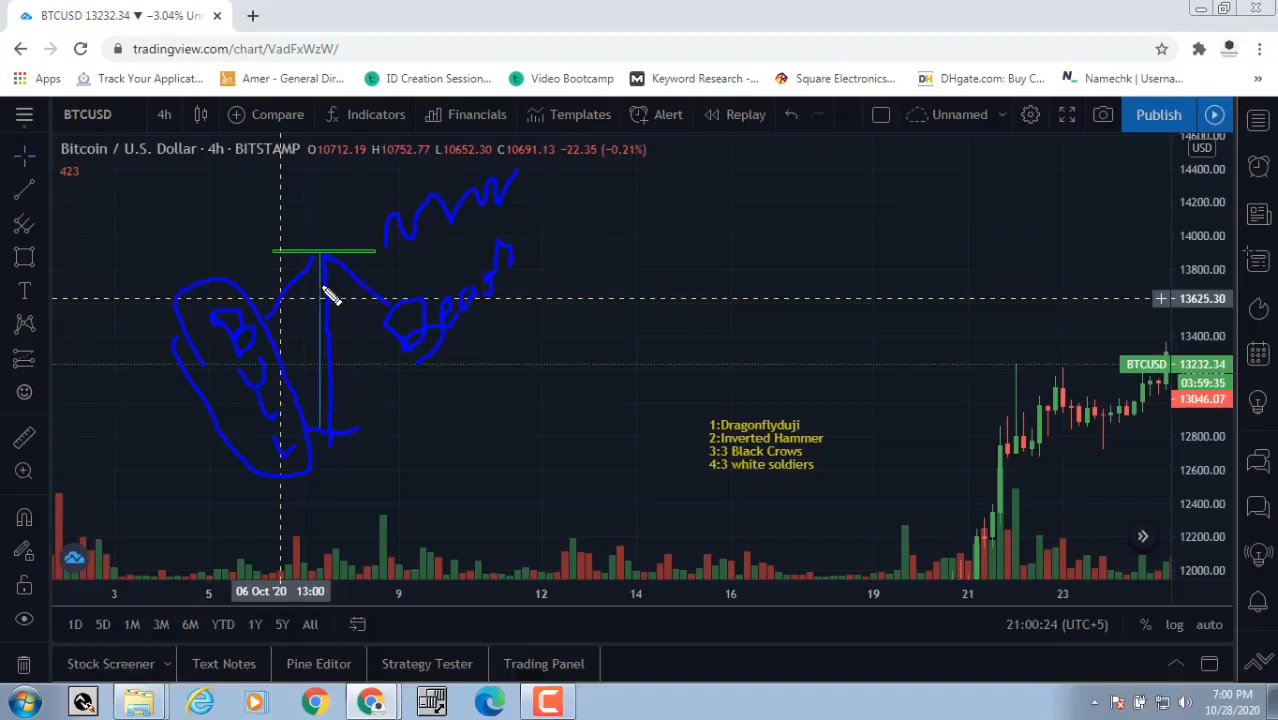 BTCUSD 13232.34 ▼ −3.04% Un
tradingview.com/chart/VadFxWzW/
Apps Track Your Applicat... Amer - General Dir... ID Creation Session... Video Bootcamp Keyword Research -... Square Electronics... DHgate.com: Buy C... Namechk | Userna... »
BTCUSD 4h Compare Indicators Financials Templates Alert Replay Unnamed Publish
Bitcoin / U.S. Dollar · 4h · BITSTAMP O10712.19 H10752.77 L10652.30 C10691.13 −22.35 (−0.21%)
423
14600.00
USD
14400.00
14200.00
14000.00
13800.00
13625.30
13400.00
BTCUSD 13232.34
03:59:35
13046.07
12800.00
12600.00
12400.00
12200.00
12000.00
1:Dragonflyduji
2:Inverted Hammer
3:3 Black Crows
4:3 white soldiers
3 5 06 Oct '20 13:00 9 12 14 16 19 21 23
1D 5D 1M 3M 6M YTD 1Y 5Y All 21:00:24 (UTC+5) % log auto
Stock Screener Text Notes Pine Editor Strategy Tester Trading Panel
7:00 PM
10/28/2020